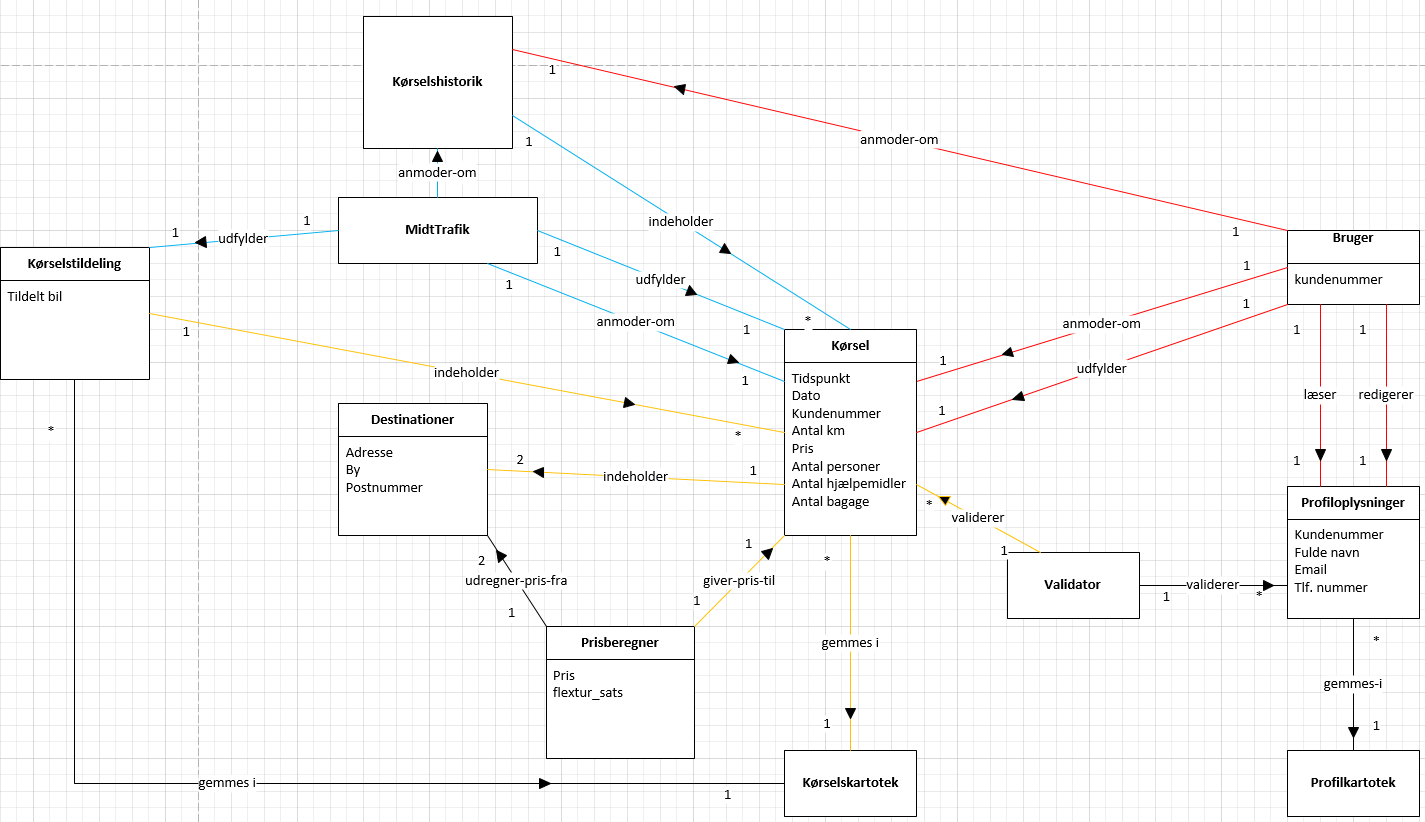 Kørselshistorik
1
anmoder-om
1
anmoder-om
indeholder
MidtTrafik
1
1
udfylder
1
udfylder
1
*
1
anmoder-om
1
Kørselstildeling
Tildelt bil
1
indeholder
*
*
1
Bruger
kundenummer
1
1
anmoder-om
1
udfylder
1
1
læser
1
1
redigerer
1
Kørsel
Tidspunkt
Dato
Kundenummer
Antal km
Pris
Antal personer
Antal hjælpemidler
Antal bagage
Destinationer
Adresse
By
Postnummer
2
indeholder
1
*
validerer
1
Validator
1
validerer
*
Profiloplysninger
Kundenummer
Fulde navn
Email
Tlf. nummer
2
udregner-pris-fra
1
1
giver-pris-til
1
Prisberegner
Pris
flextur_sats
*
gemmes i
1
*
gemmes-i
1
gemmes i
1
Kørselskartotek
Profilkartotek